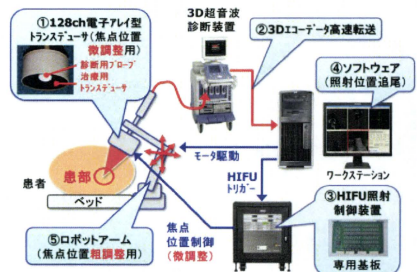 ①128ch電子アレイ型
トランスデューサ(焦点位置
微調整用)
診断用プローブ
治療用
トランスデューサ
3D超音波
診断装置
②3Dエコーデータ高速転送
④ソフトウェア
(照射位置追尾)
モータ駆動
HIFU
トリガー
ワークステーション
患部
患者
ベッド
焦点
位置制御
(微調整)
③HIFU照射
制御装置
専用基板
⑤ロボットアーム
(焦点位置粗調整用)